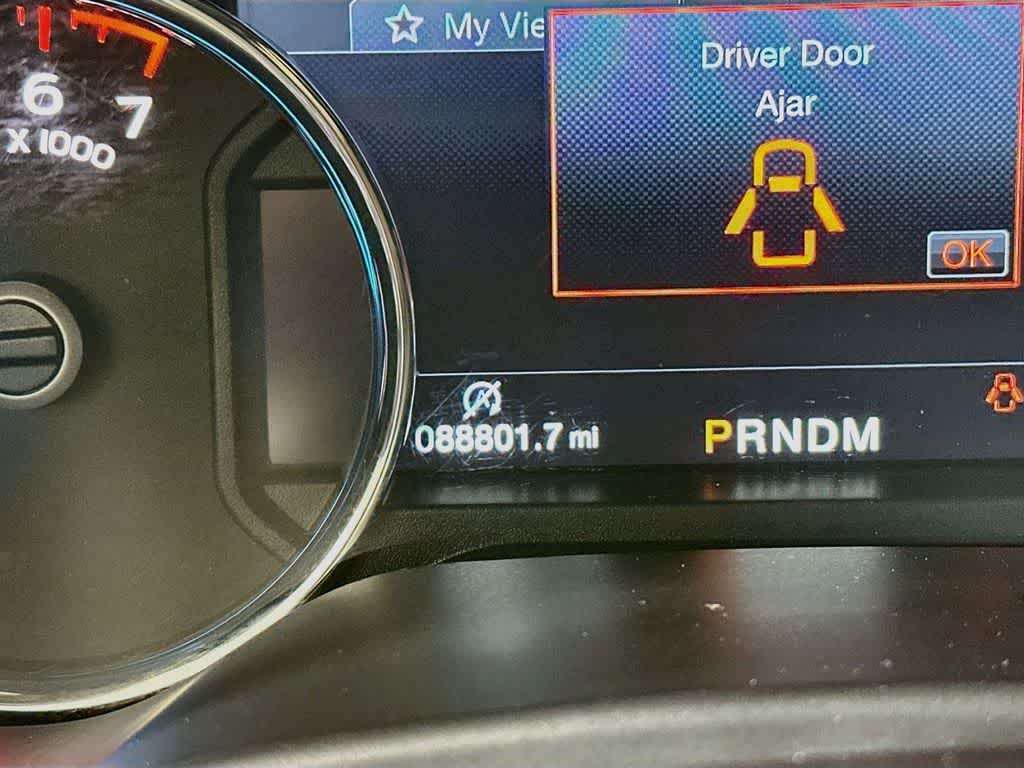 My Vie
Driver Door
Ajar
OK
6
7
x 1000
A
088801.7 mi
PRNDM